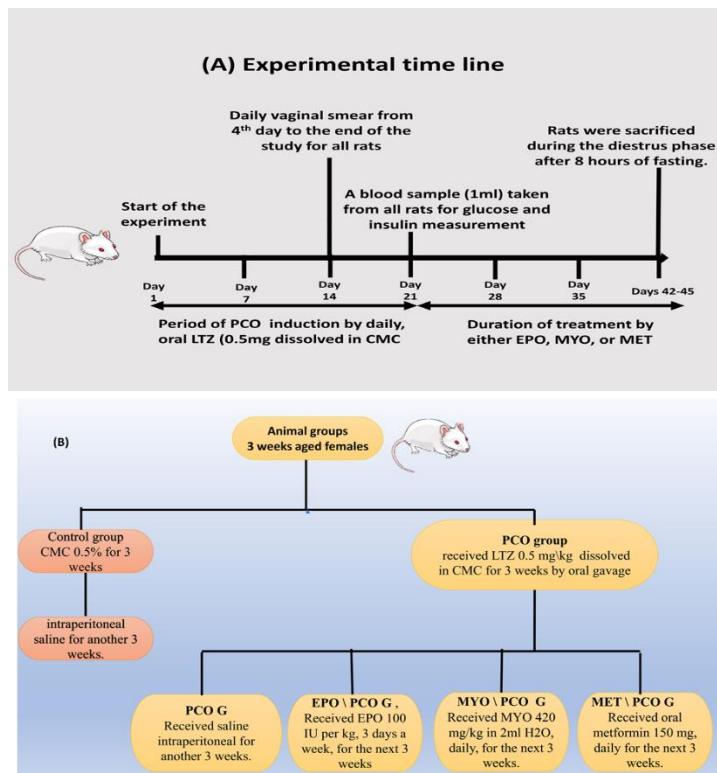 (A) Experimental time line
Daily vaginal smear from
4th day to the end of the
study for all rats
Rats were sacrificed
during the diestrus phase
after 8 hours of fasting.
Start of the
experiment
A blood sample (1ml) taken
from all rats for glucose and
insulin measurement
Day
1
Day
7
Day
14
Day
21
Day
28
Day
35
Days 42-45
Period of PCO induction by daily,
oral LTZ (0.5mg dissolved in CMC
Duration of treatment by
either EPO, MYO, or MET
(B)
Animal groups
3 weeks aged females
Control group
CMC 0.5% for 3
weeks
PCO group
received LTZ 0.5 mg\kg dissolved
in CMC for 3 weeks by oral gavage
intraperitoneal
saline for another 3
weeks.
PCO G
Received saline
intraperitoneal for
another 3 weeks.
EPO \ PCO G ,
Received EPO 100
IU per kg, 3 days a
week, for the next 3
weeks
MYO \ PCO G
Received MYO 420
mg/kg in 2ml H2O,
daily, for the next 3
weeks.
MET \ PCO G
Received oral
metformin 150 mg,
daily for the next 3
weeks.